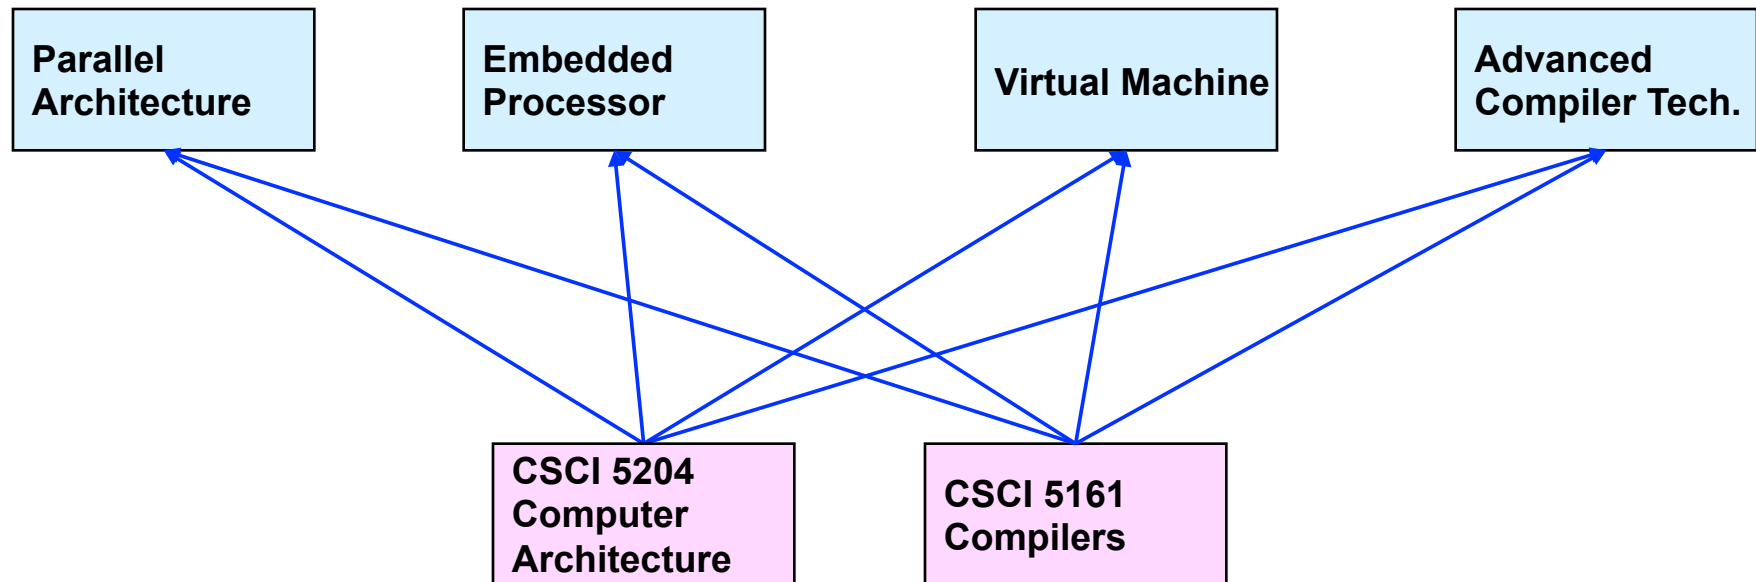 Parallel
Architecture
Embedded
Processor
Virtual Machine
Advanced
Compiler Tech.
CSCI 5204
Computer
Architecture
CSCI 5161
Compilers